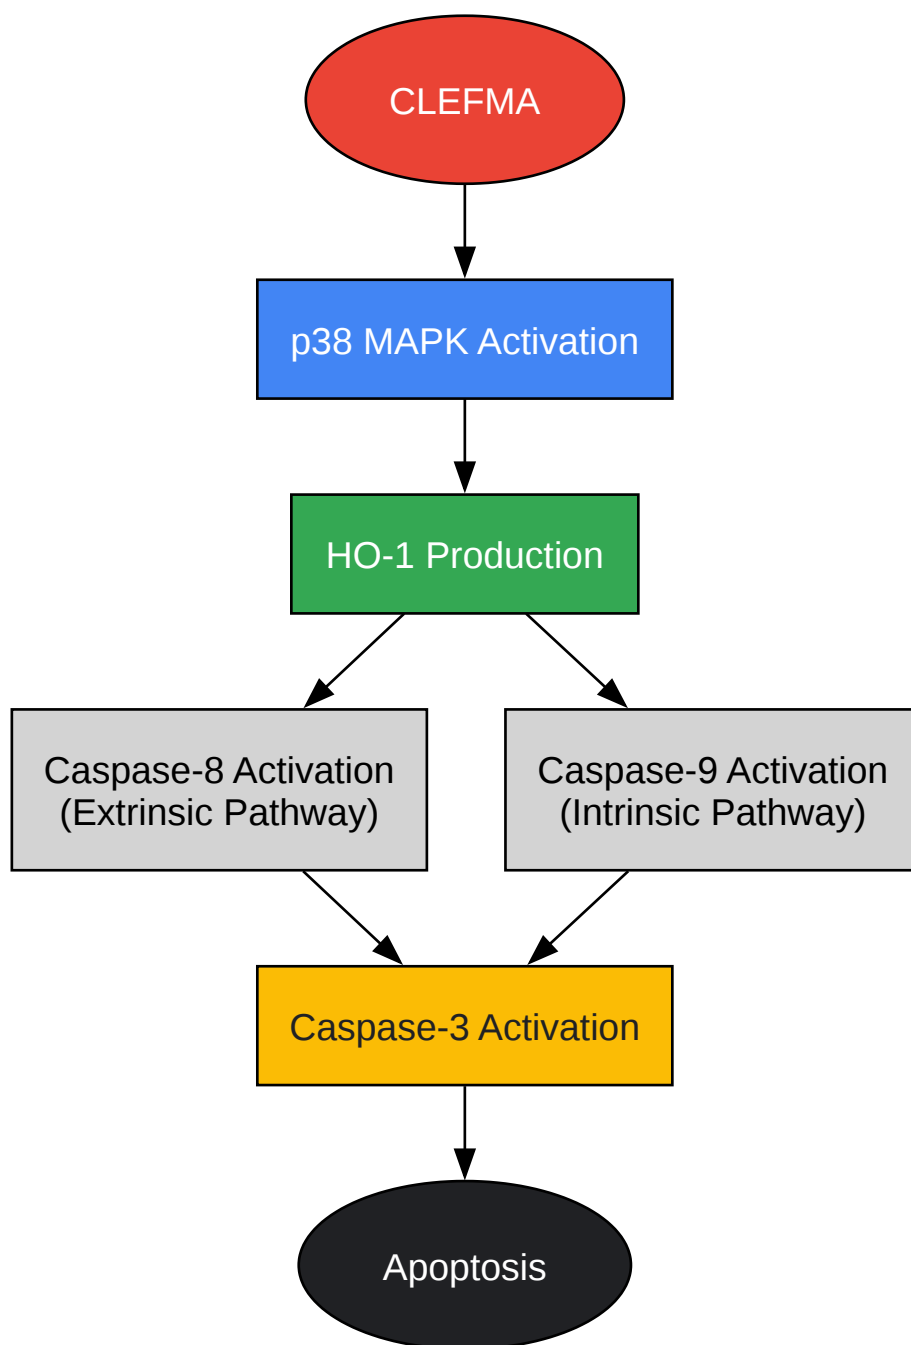 CLEFMA
p38 MAPK Activation
HO-1 Production
Caspase-8 Activation
(Extrinsic Pathway)
Caspase-9 Activation
(Intrinsic Pathway)
Caspase-3 Activation
Apoptosis